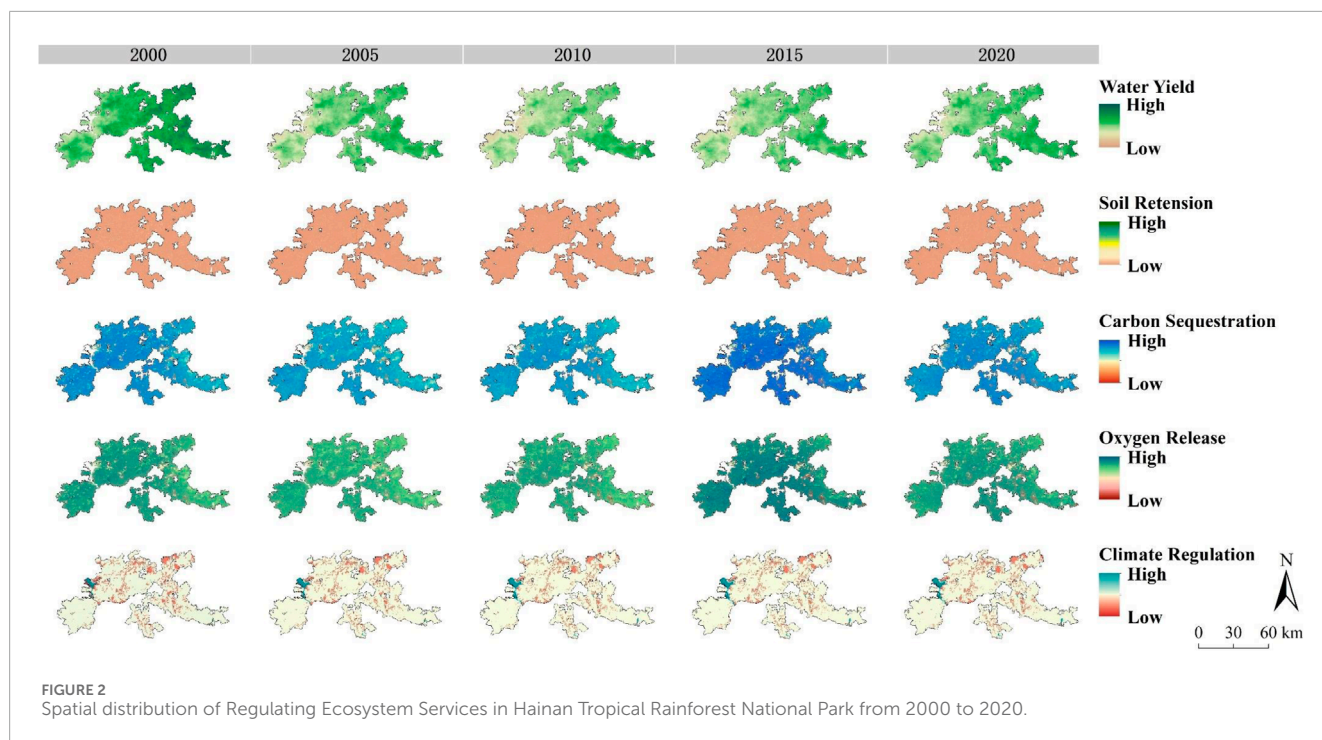 2000 2005 2010 2015 2020
Water Yield
High
Low
Soil Retension
High
Low
Carbon Sequestration
High
Low
Oxygen Release
High
Low
Climate Regulation
High
Low
N
0 30 60 km
FIGURE 2
Spatial distribution of Regulating Ecosystem Services in Hainan Tropical Rainforest National Park from 2000 to 2020.